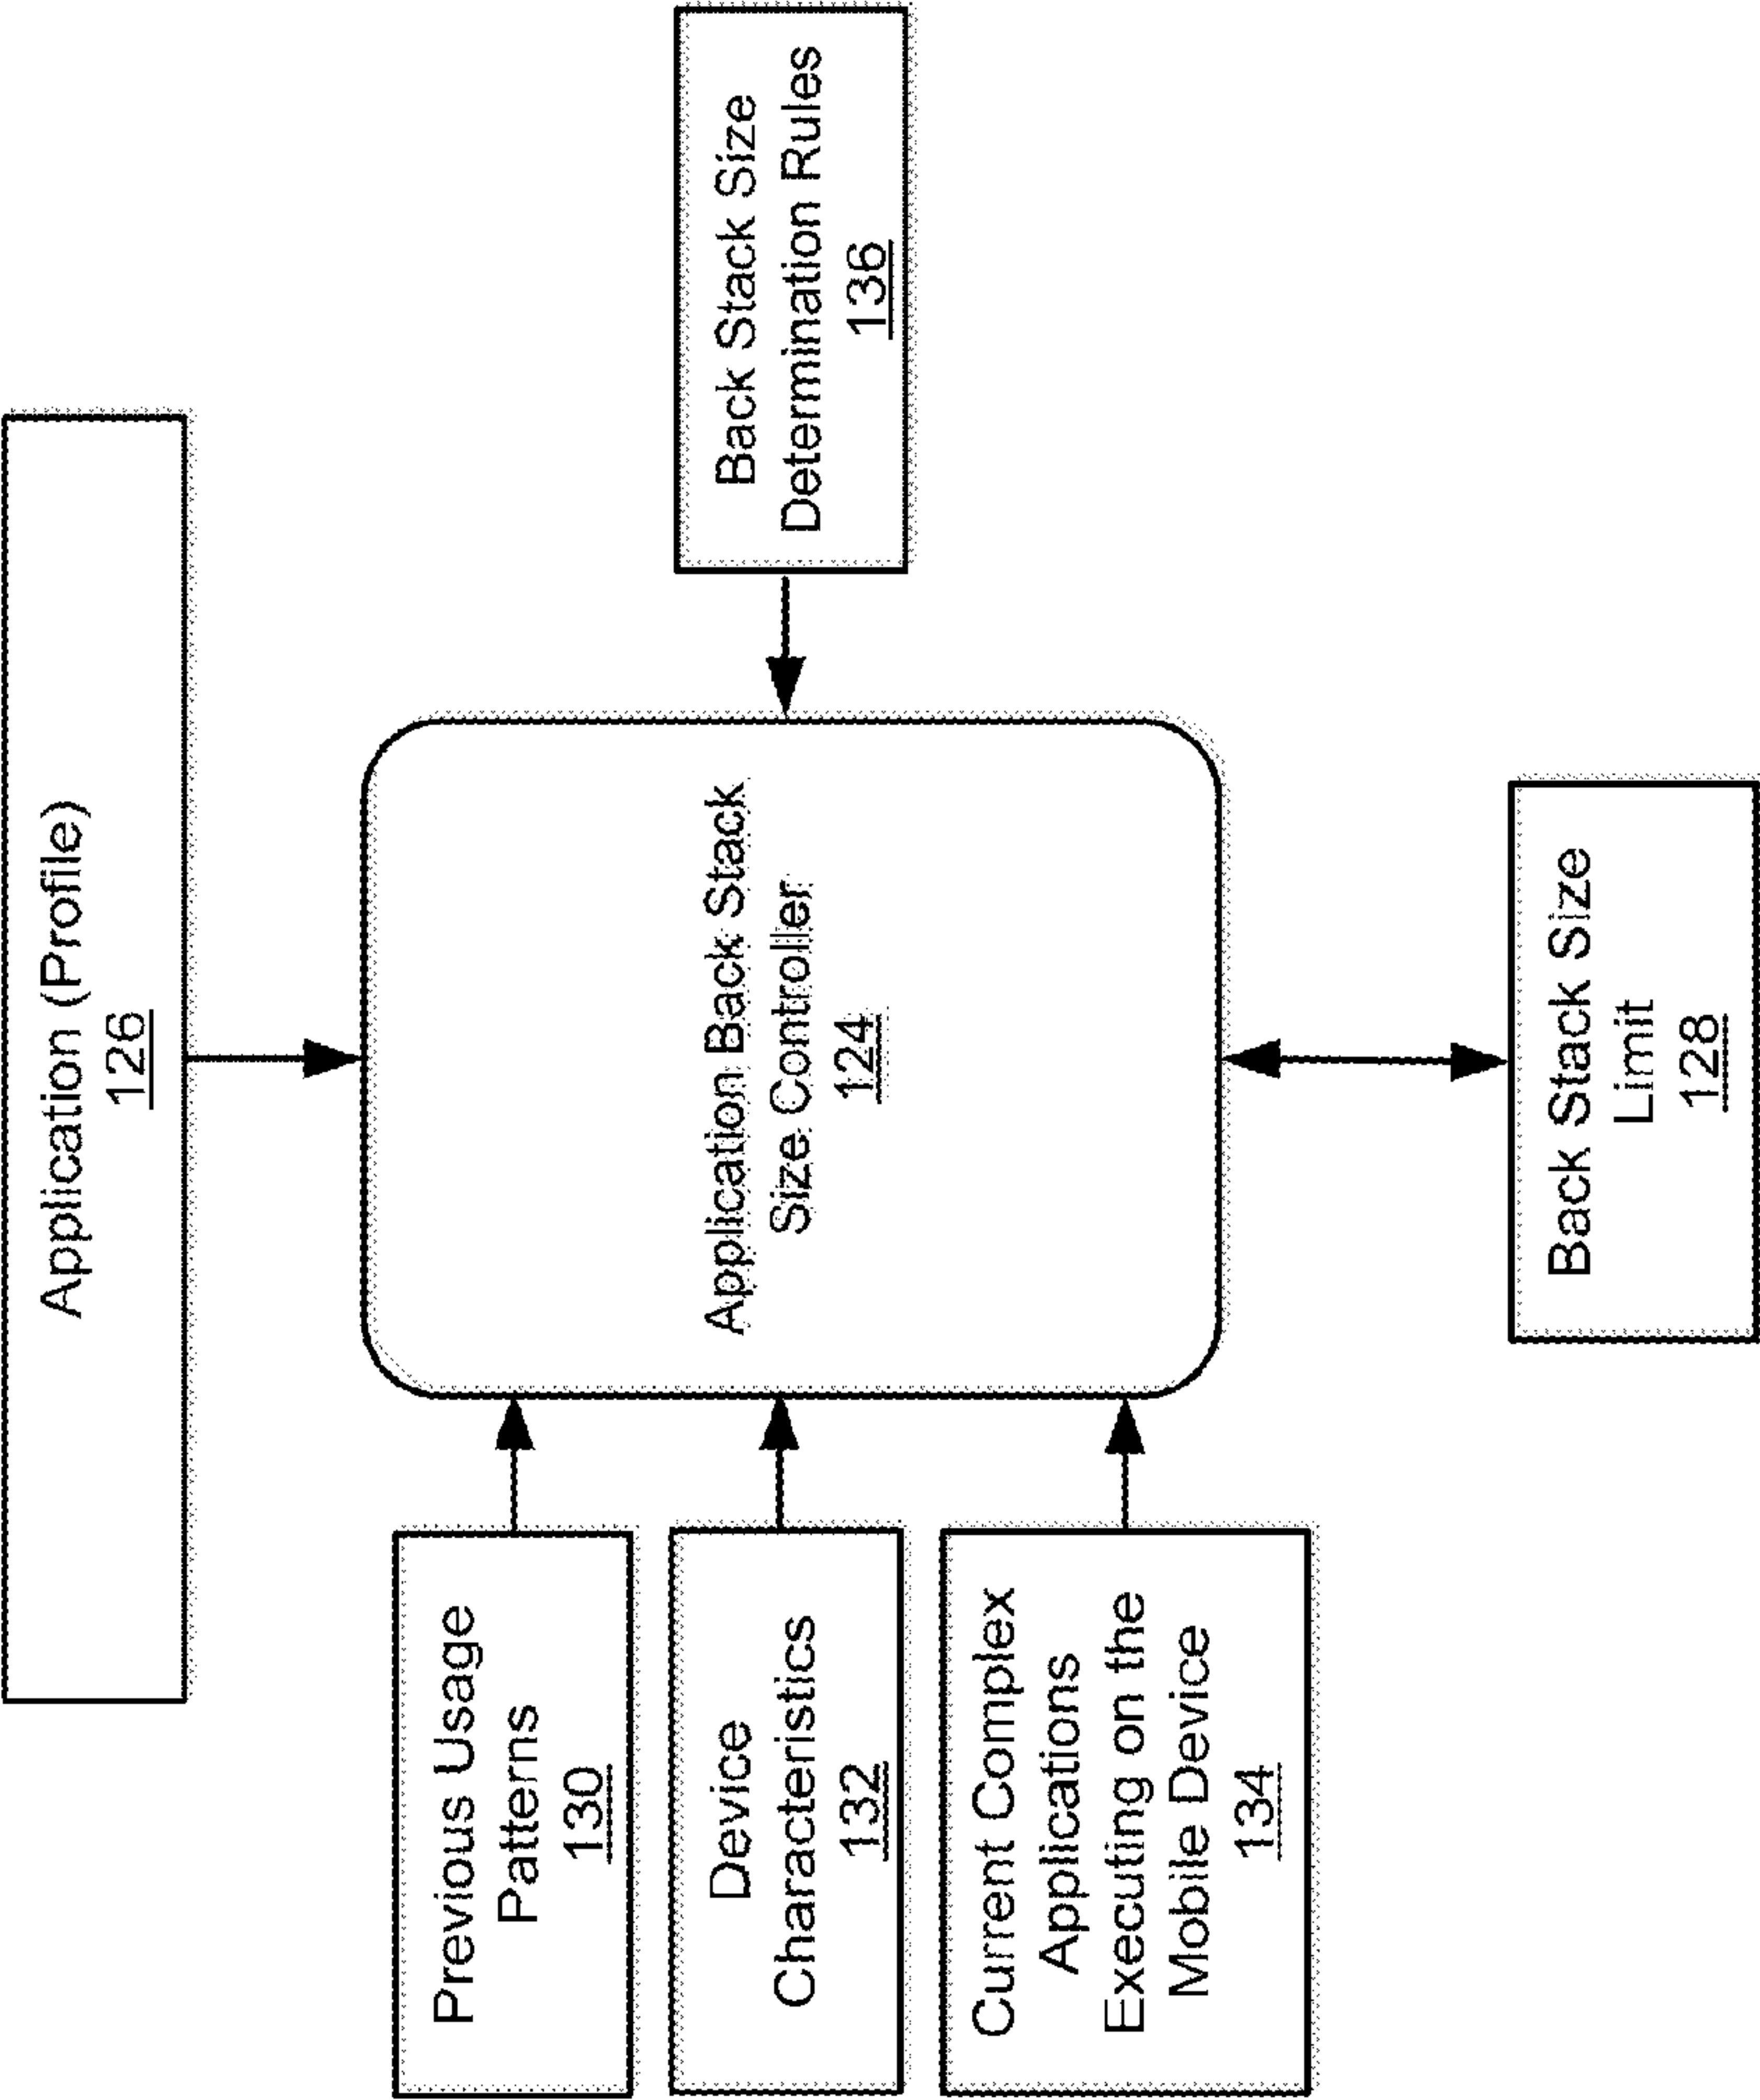 Application (Profile)
126
Previous Usage
Patterns
130
Device
Characteristics
132
Current Complex
Applications
Executing on the
Mobile Device
134
Application Back Stack
Size Controller
124
Back Stack Size
Determination Rules
136
Back Stack Size
Limit
128